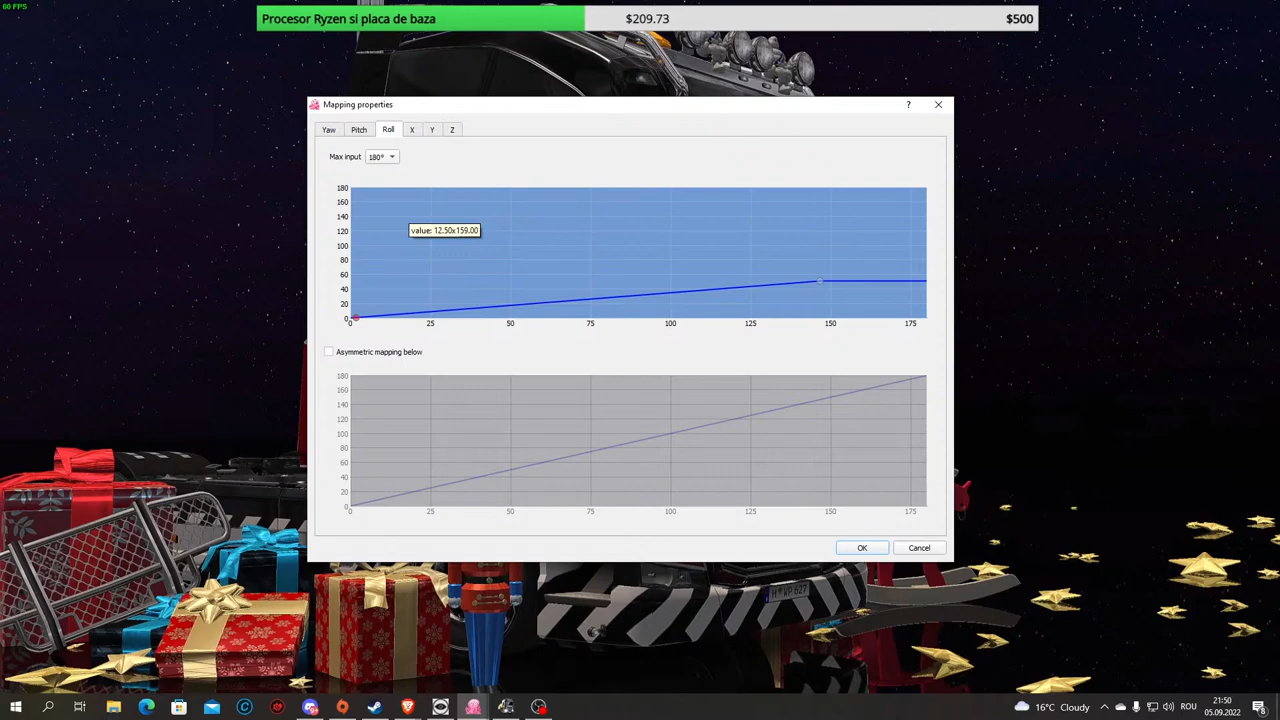 60 FPS
Procesor Ryzen si placa de baza $209.73 $500
Mapping properties ?
Yaw Pitch Roll X Y Z
Max input 180°
180
160
140
120
100
80
60
40
20
0
value: 12.50x159.00
0 25 50 75 100 125 150 175
Asymmetric mapping below
180
160
140
120
100
80
60
40
20
0
0 25 50 75 100 125 150 175
OK Cancel
16°C Cloudy ROU 21:50
05.09.2022 8